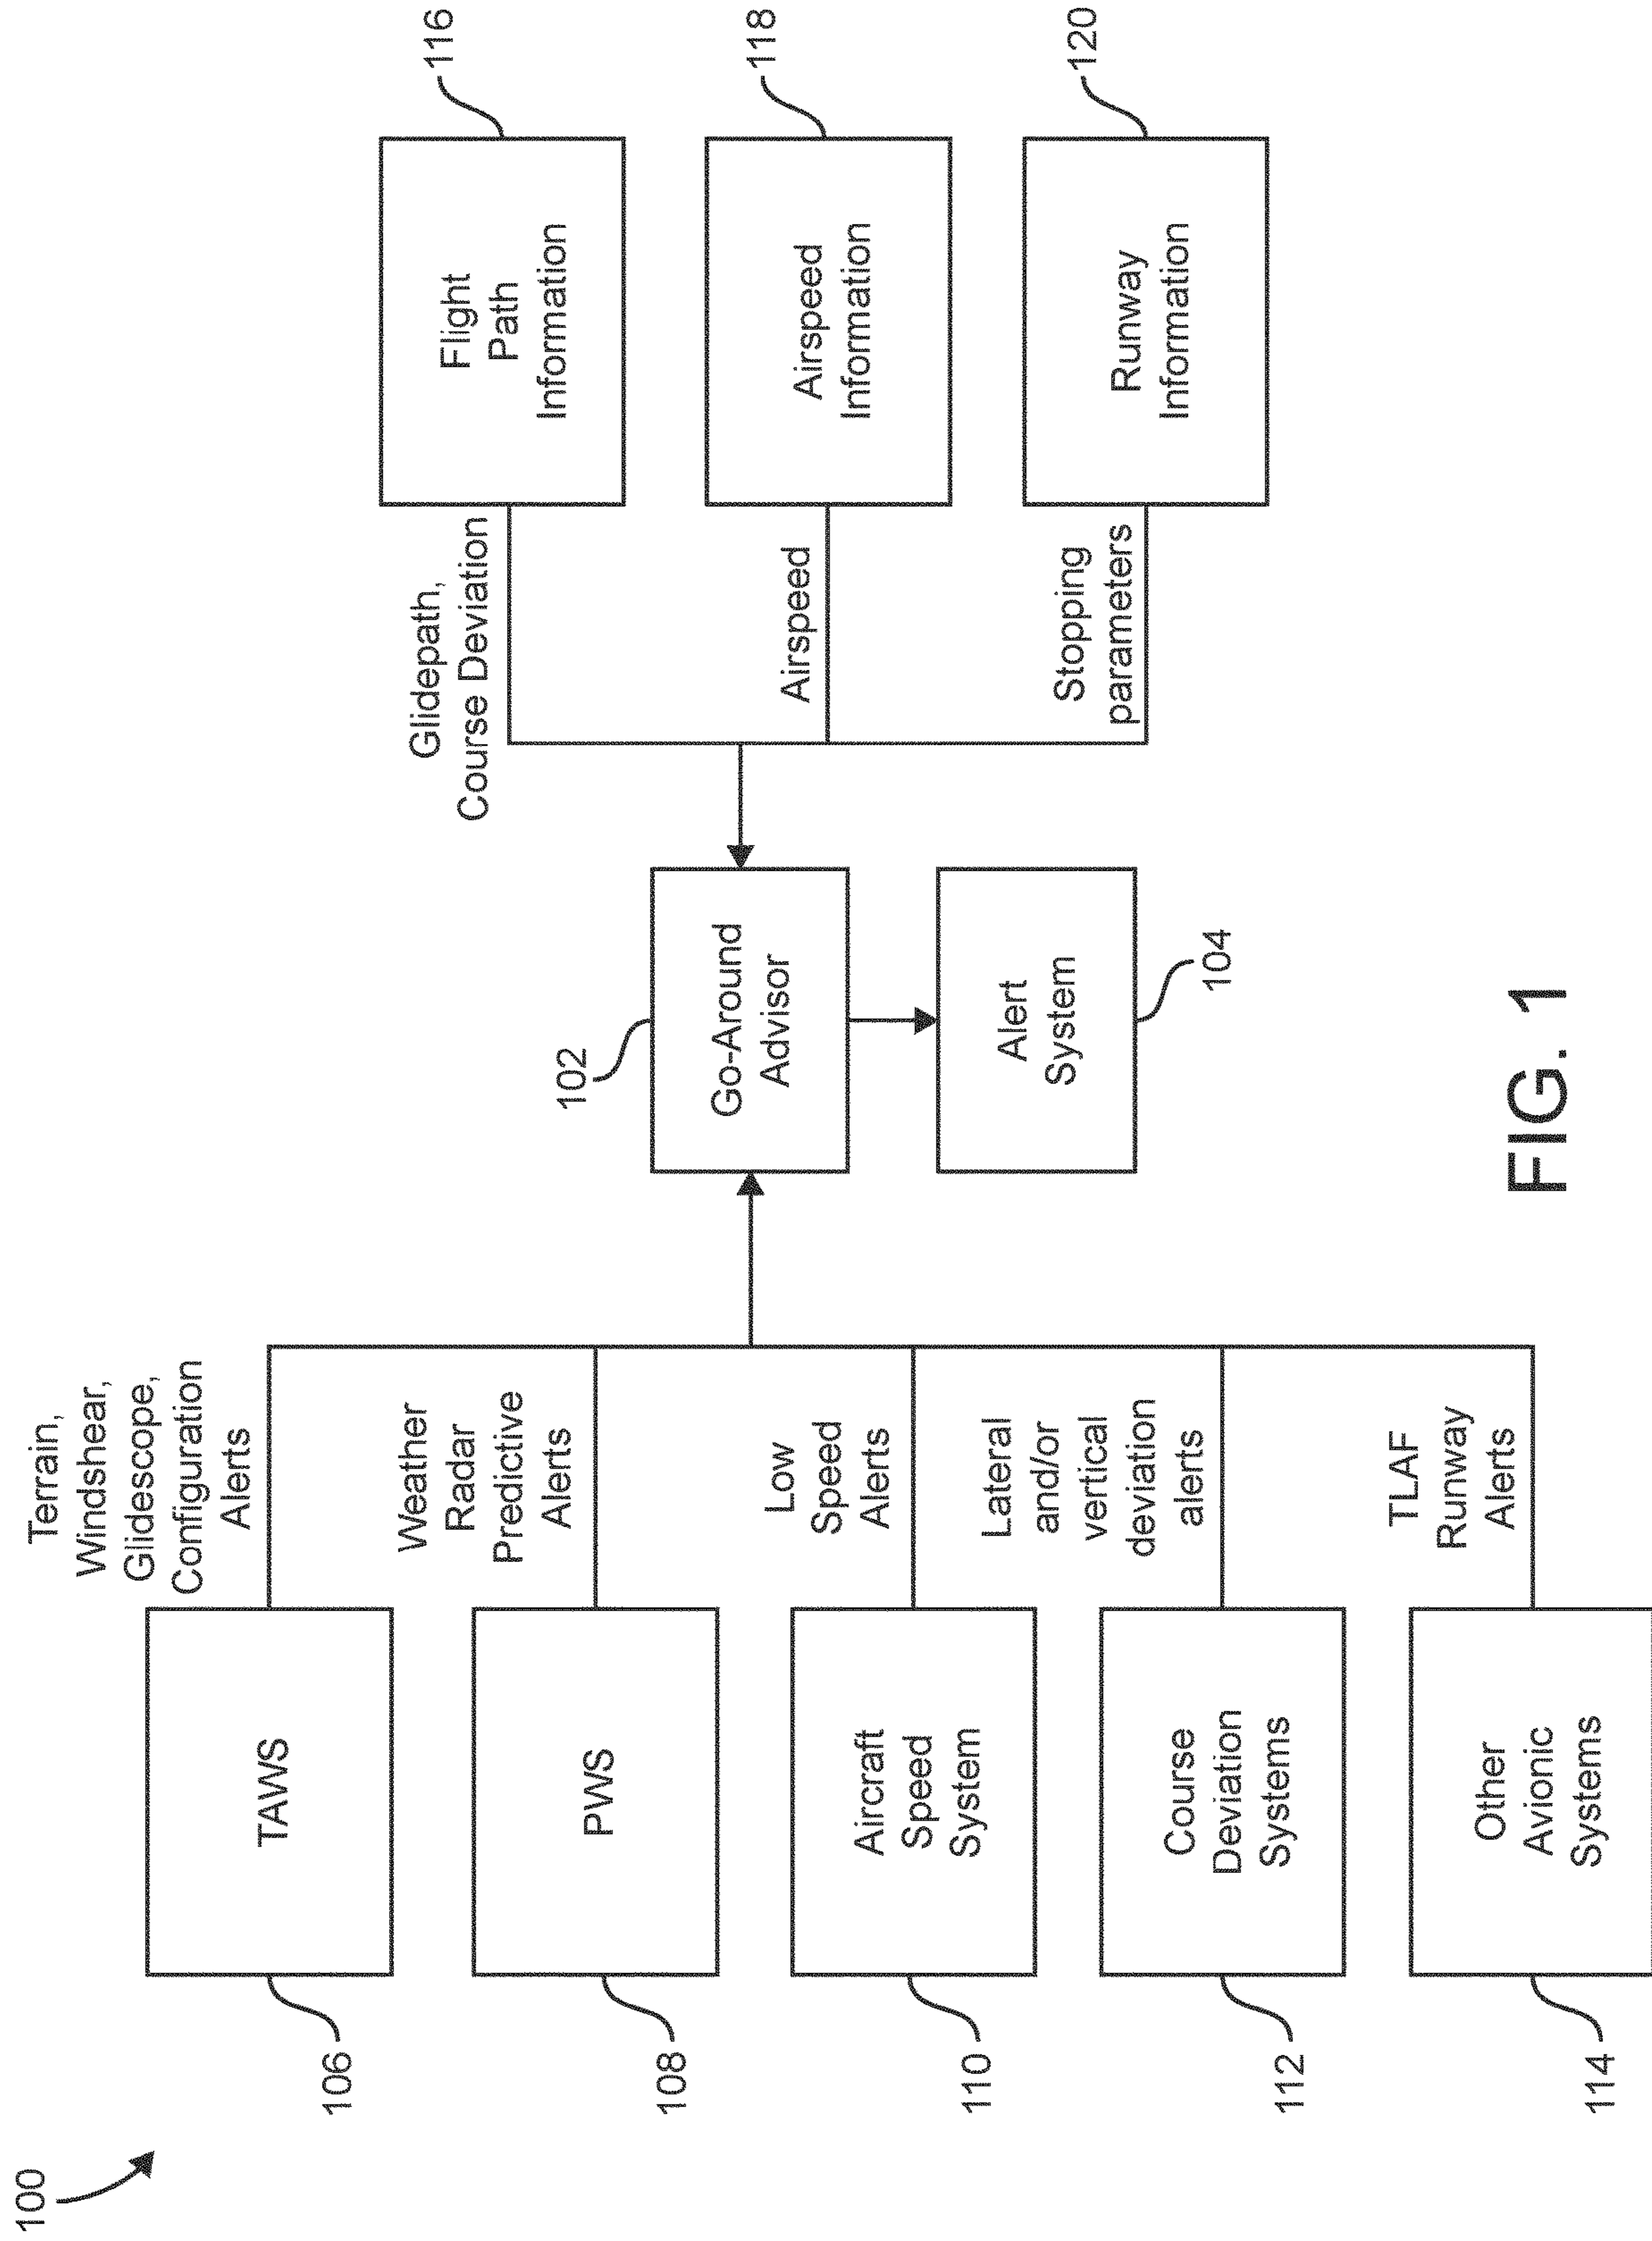 100
106
TAWS
Terrain,
Windshear,
Glidescope,
Configuration
Alerts
108
PWS
Weather
Radar
Predictive
Alerts
110
Aircraft
Speed
System
Low
Speed
Alerts
112
Course
Deviation
Systems
Lateral
and/or
vertical
deviation
alerts
114
Other
Avionic
Systems
TLAF
Runway
Alerts
102
Go-Around
Advisor
Alert
System
104
Glidepath,
Course Deviation
Flight
Path
Information
116
Airspeed
Airspeed
Information
118
Stopping
parameters
Runway
Information
120
FIG. 1